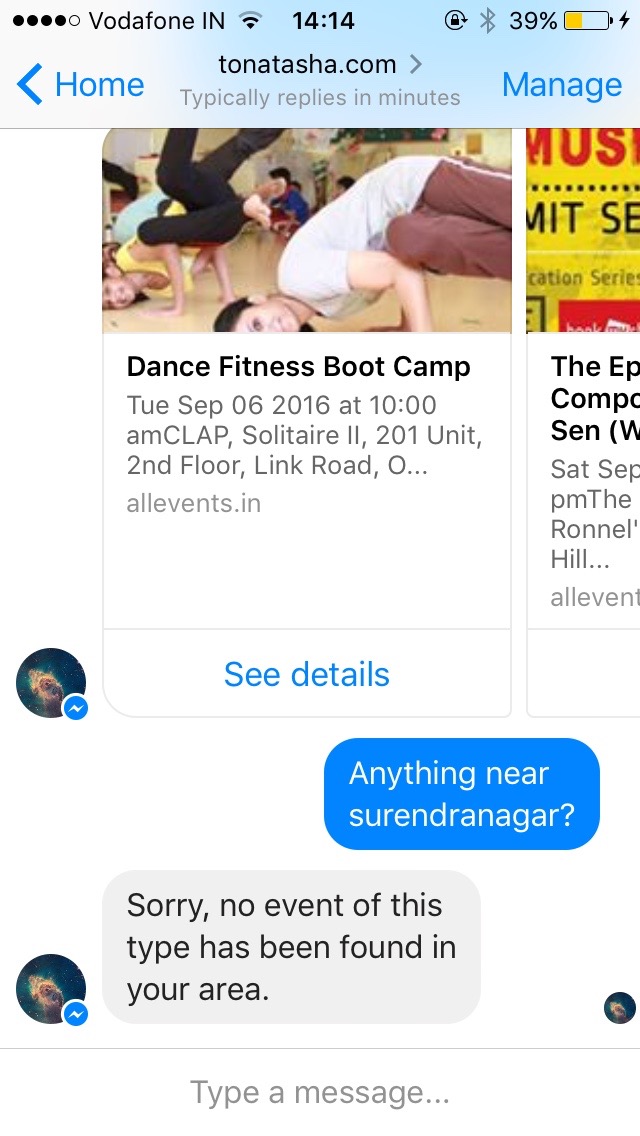 Vodafone IN 14:14 39%
Home tonatasha.com Manage
Typically replies in minutes
MUSI
MIT SE
cation Series
Dance Fitness Boot Camp
Tue Sep 06 2016 at 10:00
amCLAP, Solitaire II, 201 Unit,
2nd Floor, Link Road, O...
allevents.in
See details
The Ep
Compo
Sen (W
Sat Sep
pmThe
Ronnel'
Hill...
allevent
Anything near
surendranagar?
Sorry, no event of this
type has been found in
your area.
Type a message...